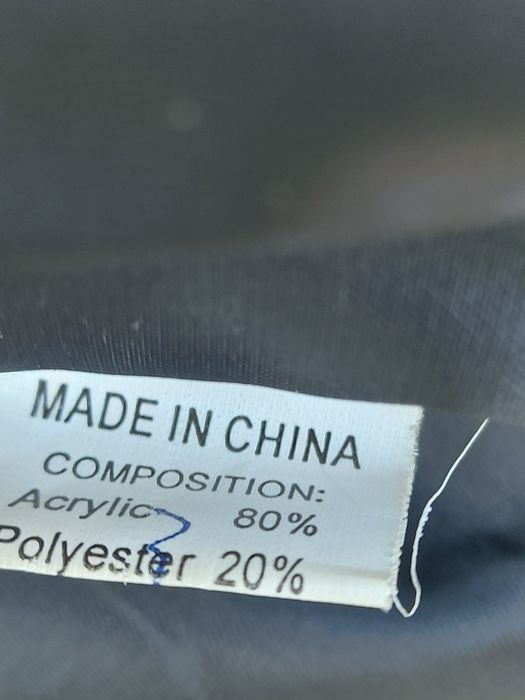 MADE IN CHINA
COMPOSITION:
Acrylic 80%
Polyester 20%